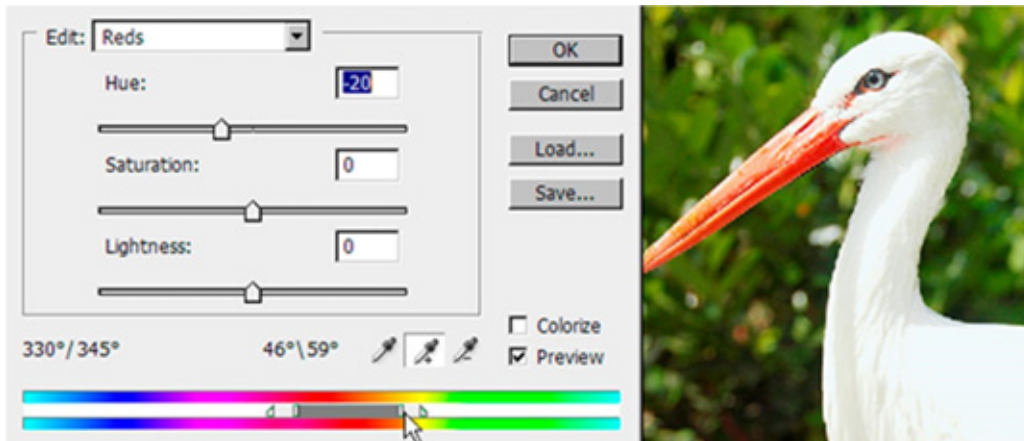 Edit: Reds
Hue: -20
Saturation: 0
Lightness: 0
OK
Cancel
Load...
Save...
Colorize
Preview
330°/345° 46°\59°